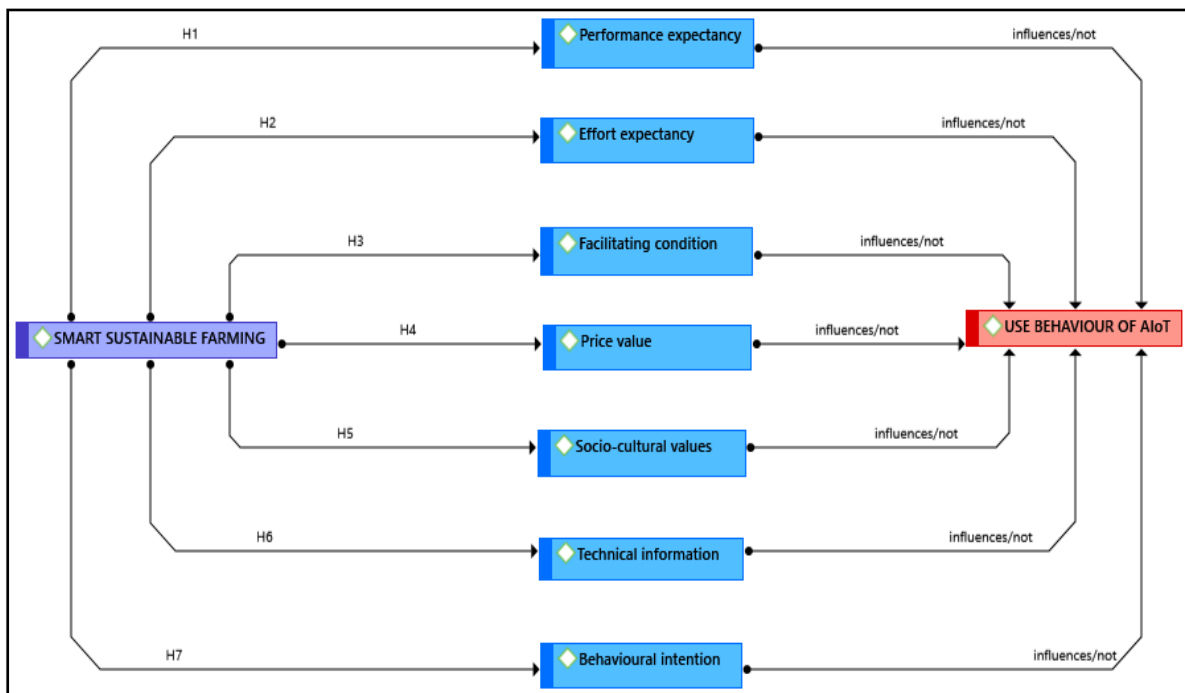 H1
Performance expectancy
influences/not
H2
Effort expectancy
influences/not
H3
Facilitating condition
influences/not
SMART SUSTAINABLE FARMING
H4
Price value
influences/not
USE BEHAVIOUR OF AIoT
H5
Socio-cultural values
influences/not
H6
Technical information
influences/not
H7
Behavioural intention
influences/not